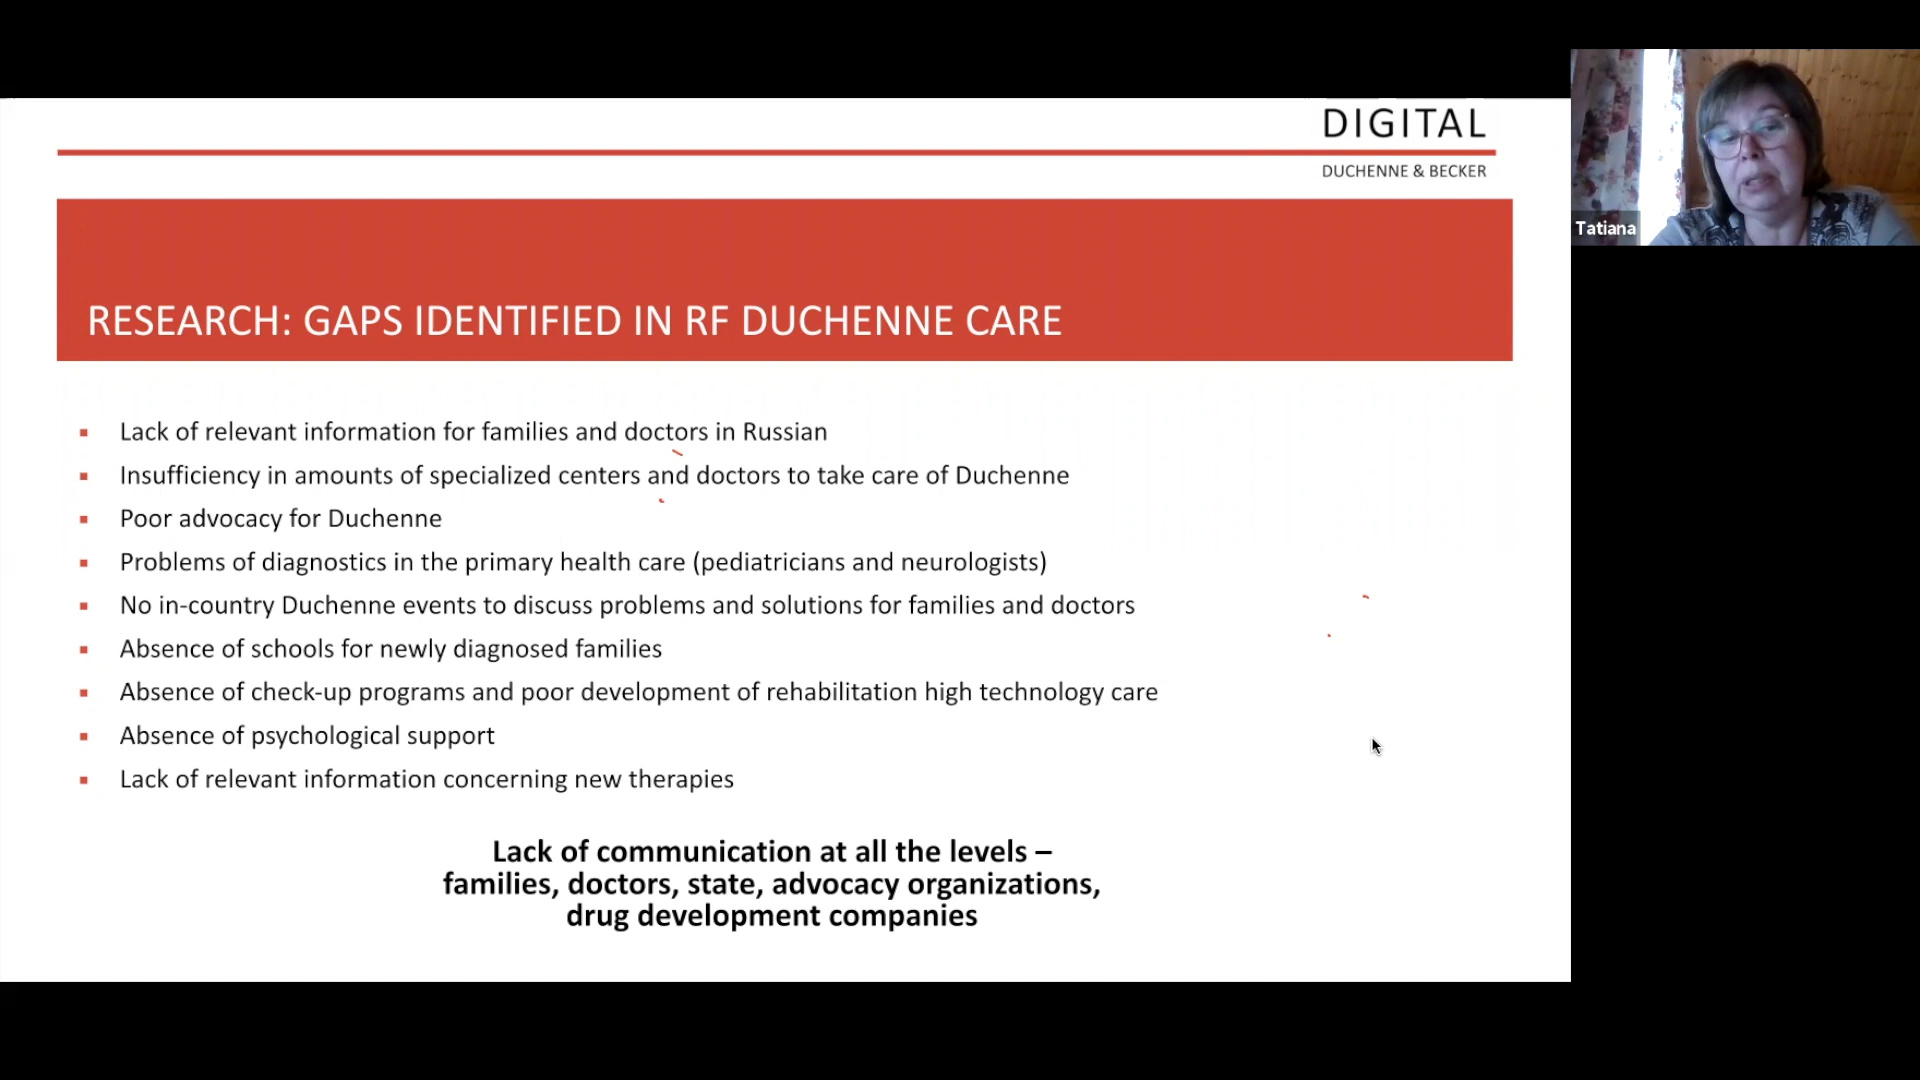 DIGITAL
DUCHENNE & BECKER
Tatiana
RESEARCH: GAPS IDENTIFIED IN RF DUCHENNE CARE
Lack of relevant information for families and doctors in Russian
Insufficiency in amounts of specialized centers and doctors to take care of Duchenne
Poor advocacy for Duchenne
Problems of diagnostics in the primary health care (pediatricians and neurologists)
No in-country Duchenne events to discuss problems and solutions for families and doctors
Absence of schools for newly diagnosed families
Absence of check-up programs and poor development of rehabilitation high technology care
Absence of psychological support
Lack of relevant information concerning new therapies
Lack of communication at all the levels –
families, doctors, state, advocacy organizations,
drug development companies